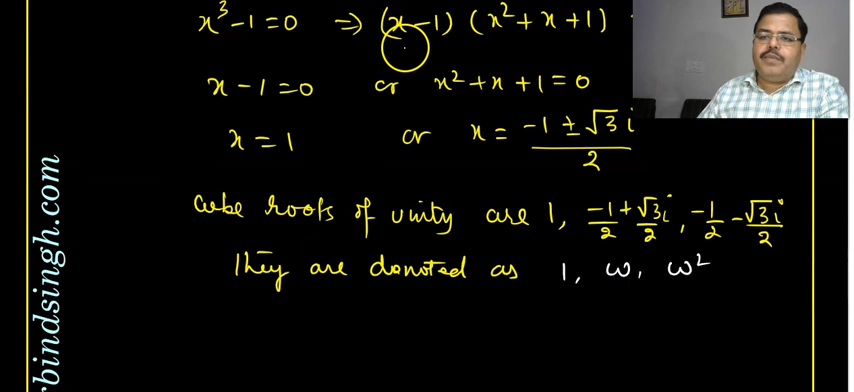 x³ - 1 = 0 ⇒ (x - 1) (x² + x + 1)
x - 1 = 0 or x² + x + 1 = 0
x = 1 or x = (-1 ± √3 i)/2
cube roots of unity are 1, -1/2 + √3i/2, -1/2 - √3i/2
They are denoted as 1, ω, ω²
rbindsingh.com